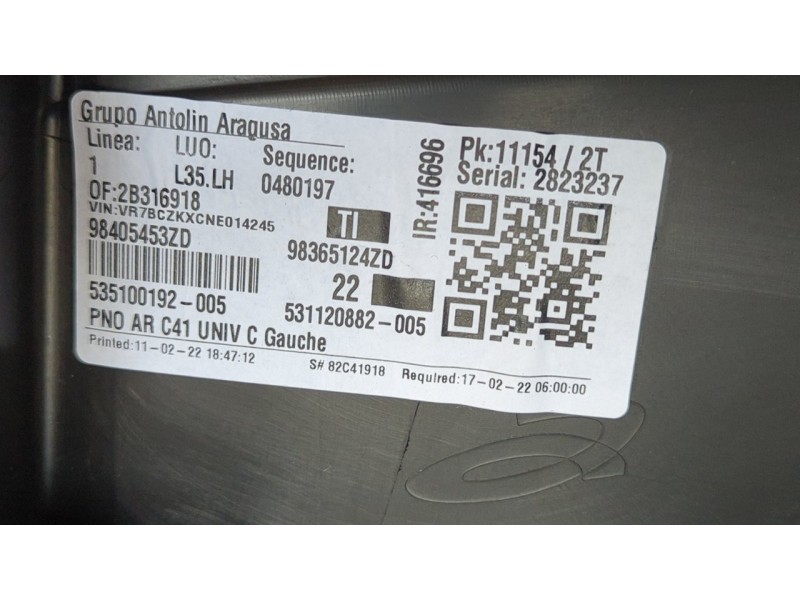 Grupo Antolin Aragusa
Linea: LUO: Sequence:
1 L35.LH 0480197
OF:2B316918
VIN:VR7BCZKXCNE014245
98405453ZD TI 98365124ZD
22
535100192-005 531120882-005
PNO AR C41 UNIV C Gauche
Printed:11-02-22 18:47:12 S# 82C41918 Required:17-02-22 06:00:00
IR:416696
Pk:11154/2T
Serial: 2823237